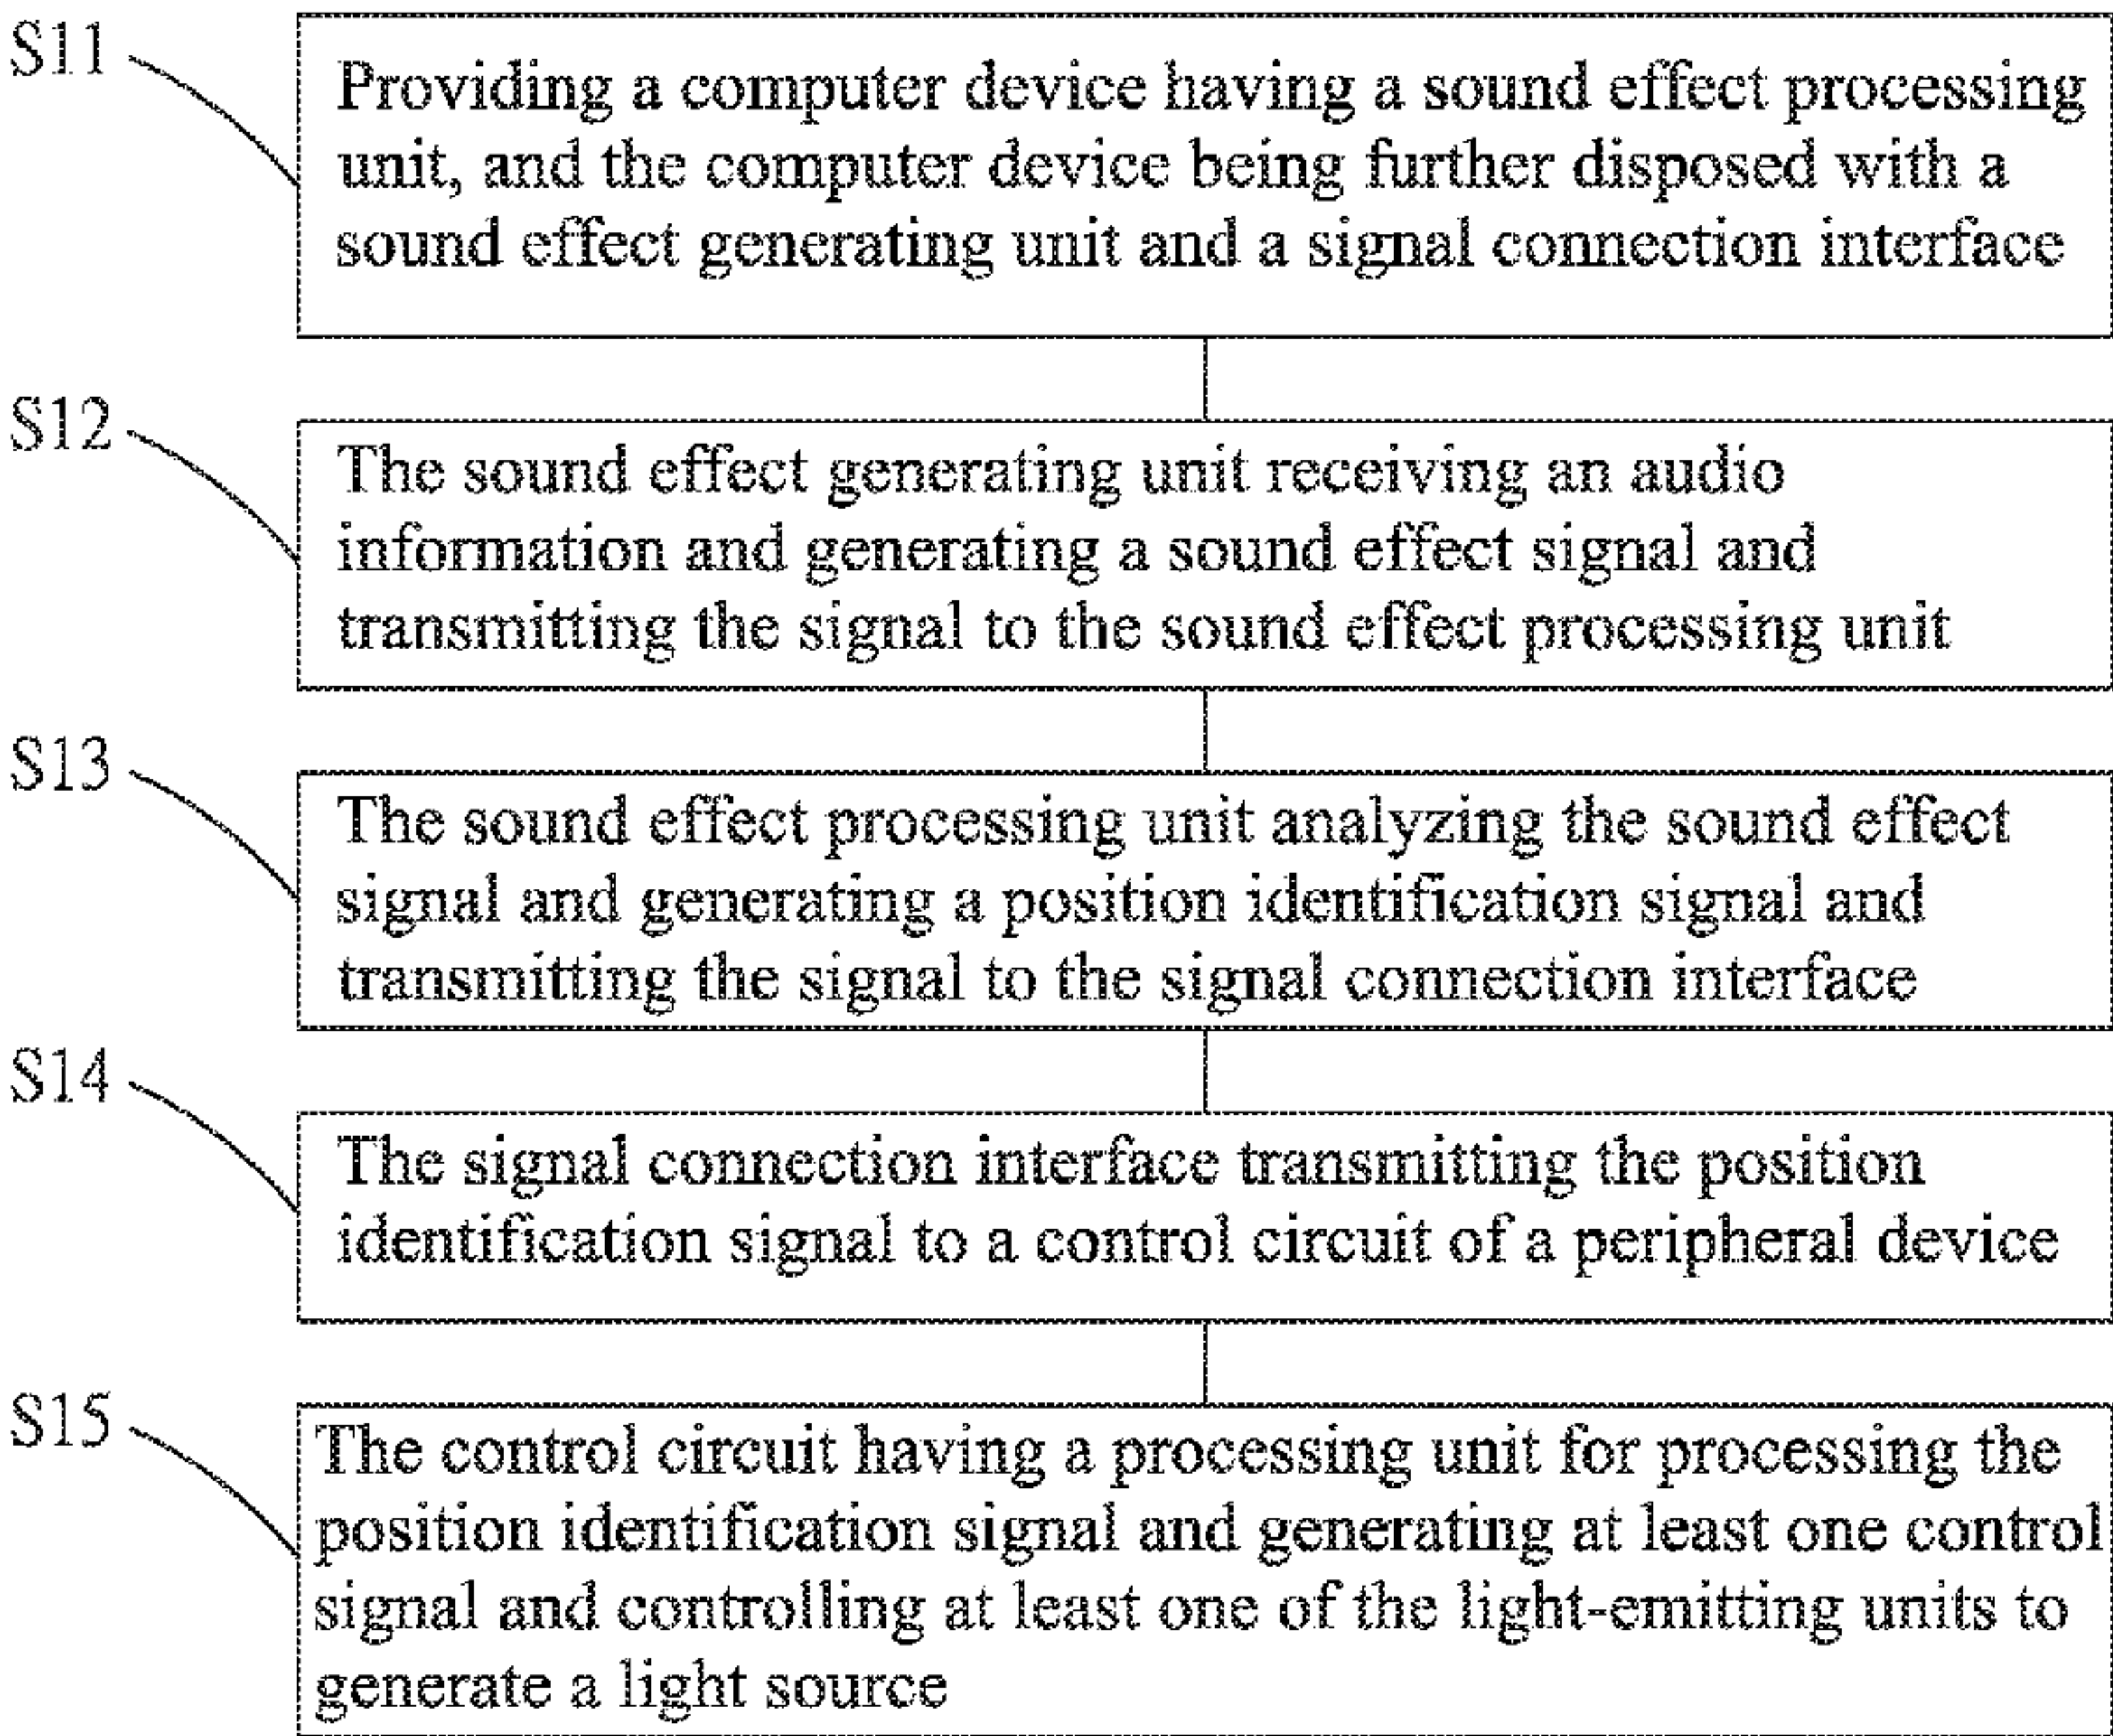 S11
Providing a computer device having a sound effect processing
unit, and the computer device being further disposed with a
sound effect generating unit and a signal connection interface
S12
The sound effect generating unit receiving an audio
information and generating a sound effect signal and
transmitting the signal to the sound effect processing unit
S13
The sound effect processing unit analyzing the sound effect
signal and generating a position identification signal and
transmitting the signal to the signal connection interface
S14
The signal connection interface transmitting the position
identification signal to a control circuit of a peripheral device
S15
The control circuit having a processing unit for processing the
position identification signal and generating at least one control
signal and controlling at least one of the light-emitting units to
generate a light source